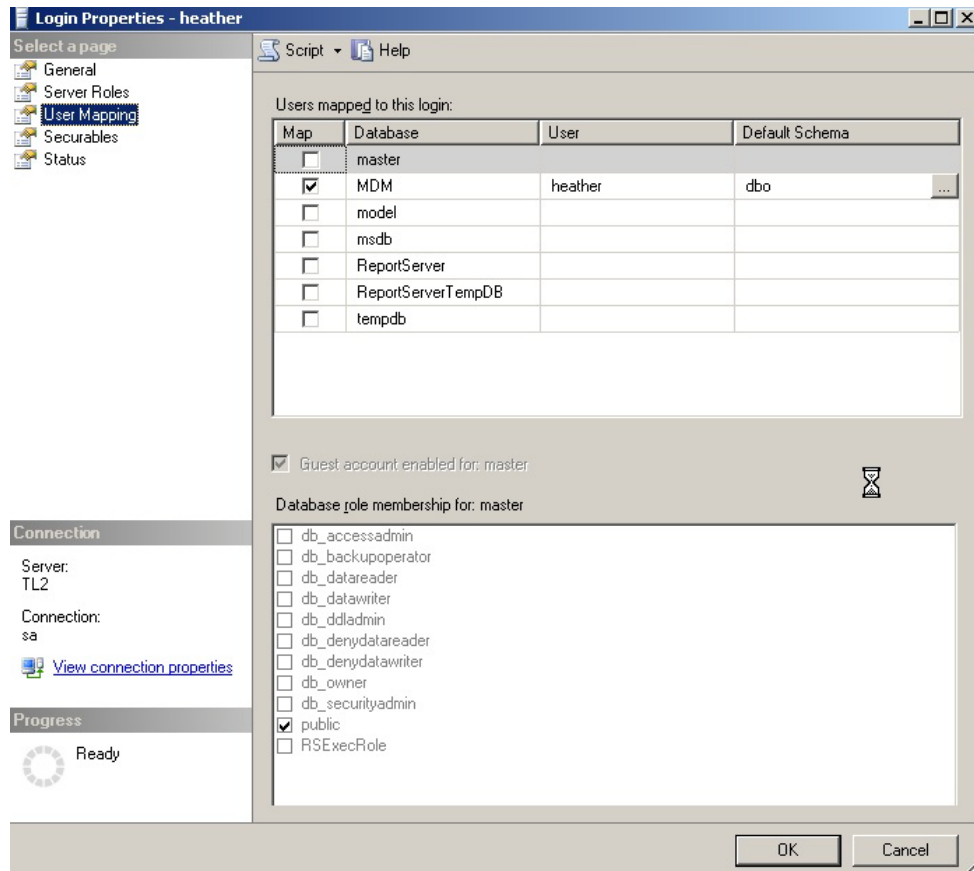 Login Properties - heather
Select a page
General
Server Roles
User Mapping
Securables
Status
Script Help
Users mapped to this login:
Map Database User Default Schema
master
MDM heather dbo ...
model
msdb
ReportServer
ReportServerTempDB
tempdb
Guest account enabled for: master
Database role membership for: master
db_accessadmin
db_backupoperator
db_datareader
db_datawriter
db_ddladmin
db_denydatareader
db_denydatawriter
db_owner
db_securityadmin
public
RSExecRole
Connection
Server:
TL2
Connection:
sa
View connection properties
Progress
Ready
OK Cancel